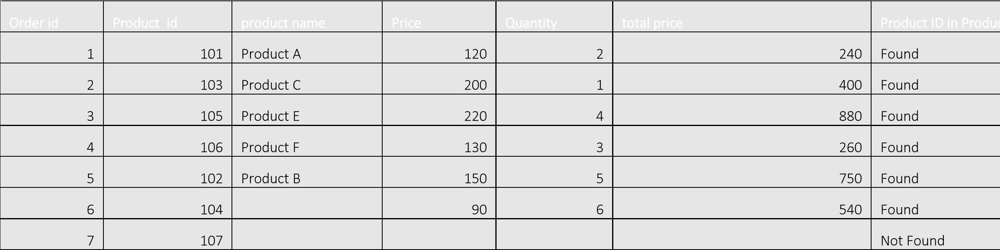 Order id Product  id product name Price Quantity total price Product ID in Produc
1 101 Product A 120 2 240 Found
2 103 Product C 200 1 400 Found
3 105 Product E 220 4 880 Found
4 106 Product F 130 3 260 Found
5 102 Product B 150 5 750 Found
6 104 90 6 540 Found
7 107 Not Found